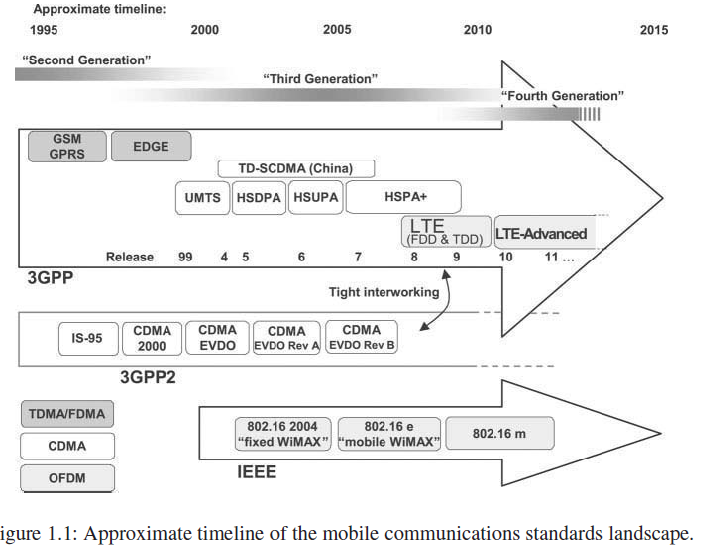 Approximate timeline:
1995 2000 2005 2010 2015
“Second Generation”
“Third Generation”
“Fourth Generation”
GSM
GPRS
EDGE
TD-SCDMA (China)
UMTS
HSDPA
HSUPA
HSPA+
LTE
(FDD & TDD)
LTE-Advanced
Release 99 4 5 6 7 8 9 10 11 ...
3GPP
Tight interworking
IS-95
CDMA
2000
CDMA
EVDO
CDMA
EVDO Rev A
CDMA
EVDO Rev B
3GPP2
TDMA/FDMA
CDMA
OFDM
802.16 2004
“fixed WiMAX”
802.16 e
“mobile WiMAX”
802.16 m
IEEE
igure 1.1: Approximate timeline of the mobile communications standards landscape.